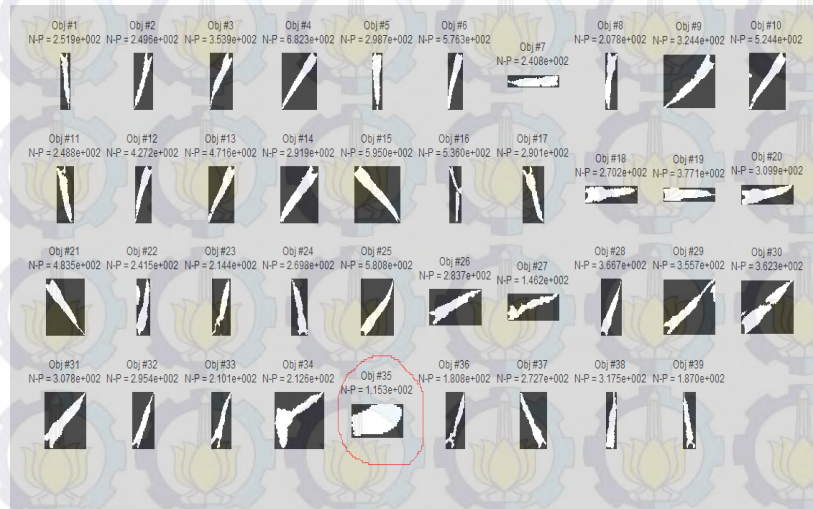 Obj #1
N-P = 2.519e+002
Obj #2
N-P = 2.496e+002
Obj #3
N-P = 3.539e+002
Obj #4
N-P = 6.823e+002
Obj #5
N-P = 2.987e+002
Obj #6
N-P = 5.763e+002
Obj #7
N-P = 2.408e+002
Obj #8
N-P = 2.078e+002
Obj #9
N-P = 3.244e+002
Obj #10
N-P = 5.244e+002
Obj #11
N-P = 2.488e+002
Obj #12
N-P = 4.272e+002
Obj #13
N-P = 4.716e+002
Obj #14
N-P = 2.919e+002
Obj #15
N-P = 5.950e+002
Obj #16
N-P = 5.360e+002
Obj #17
N-P = 2.901e+002
Obj #18
N-P = 2.702e+002
Obj #19
N-P = 3.771e+002
Obj #20
N-P = 3.099e+002
Obj #21
N-P = 4.835e+002
Obj #22
N-P = 2.415e+002
Obj #23
N-P = 2.144e+002
Obj #24
N-P = 2.698e+002
Obj #25
N-P = 5.808e+002
Obj #26
N-P = 2.837e+002
Obj #27
N-P = 1.462e+002
Obj #28
N-P = 3.667e+002
Obj #29
N-P = 3.557e+002
Obj #30
N-P = 3.623e+002
Obj #31
N-P = 3.078e+002
Obj #32
N-P = 2.954e+002
Obj #33
N-P = 2.101e+002
Obj #34
N-P = 2.126e+002
Obj #35
N-P = 1.153e+002
Obj #36
N-P = 1.808e+002
Obj #37
N-P = 2.727e+002
Obj #38
N-P = 3.175e+002
Obj #39
N-P = 1.870e+002